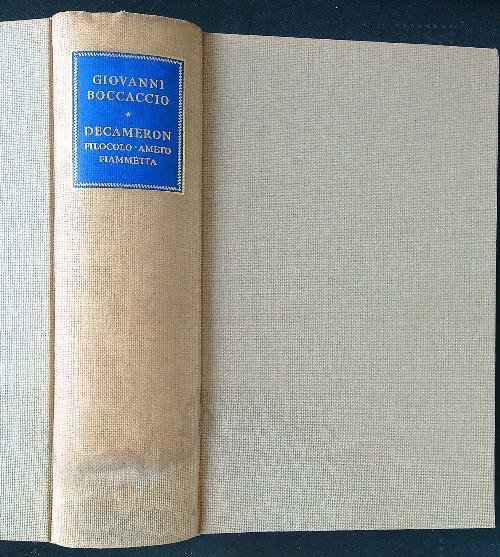 GIOVANNI
BOCCACCIO
*
DECAMERON
FILOCOLO · AMETO
FIAMMETTA